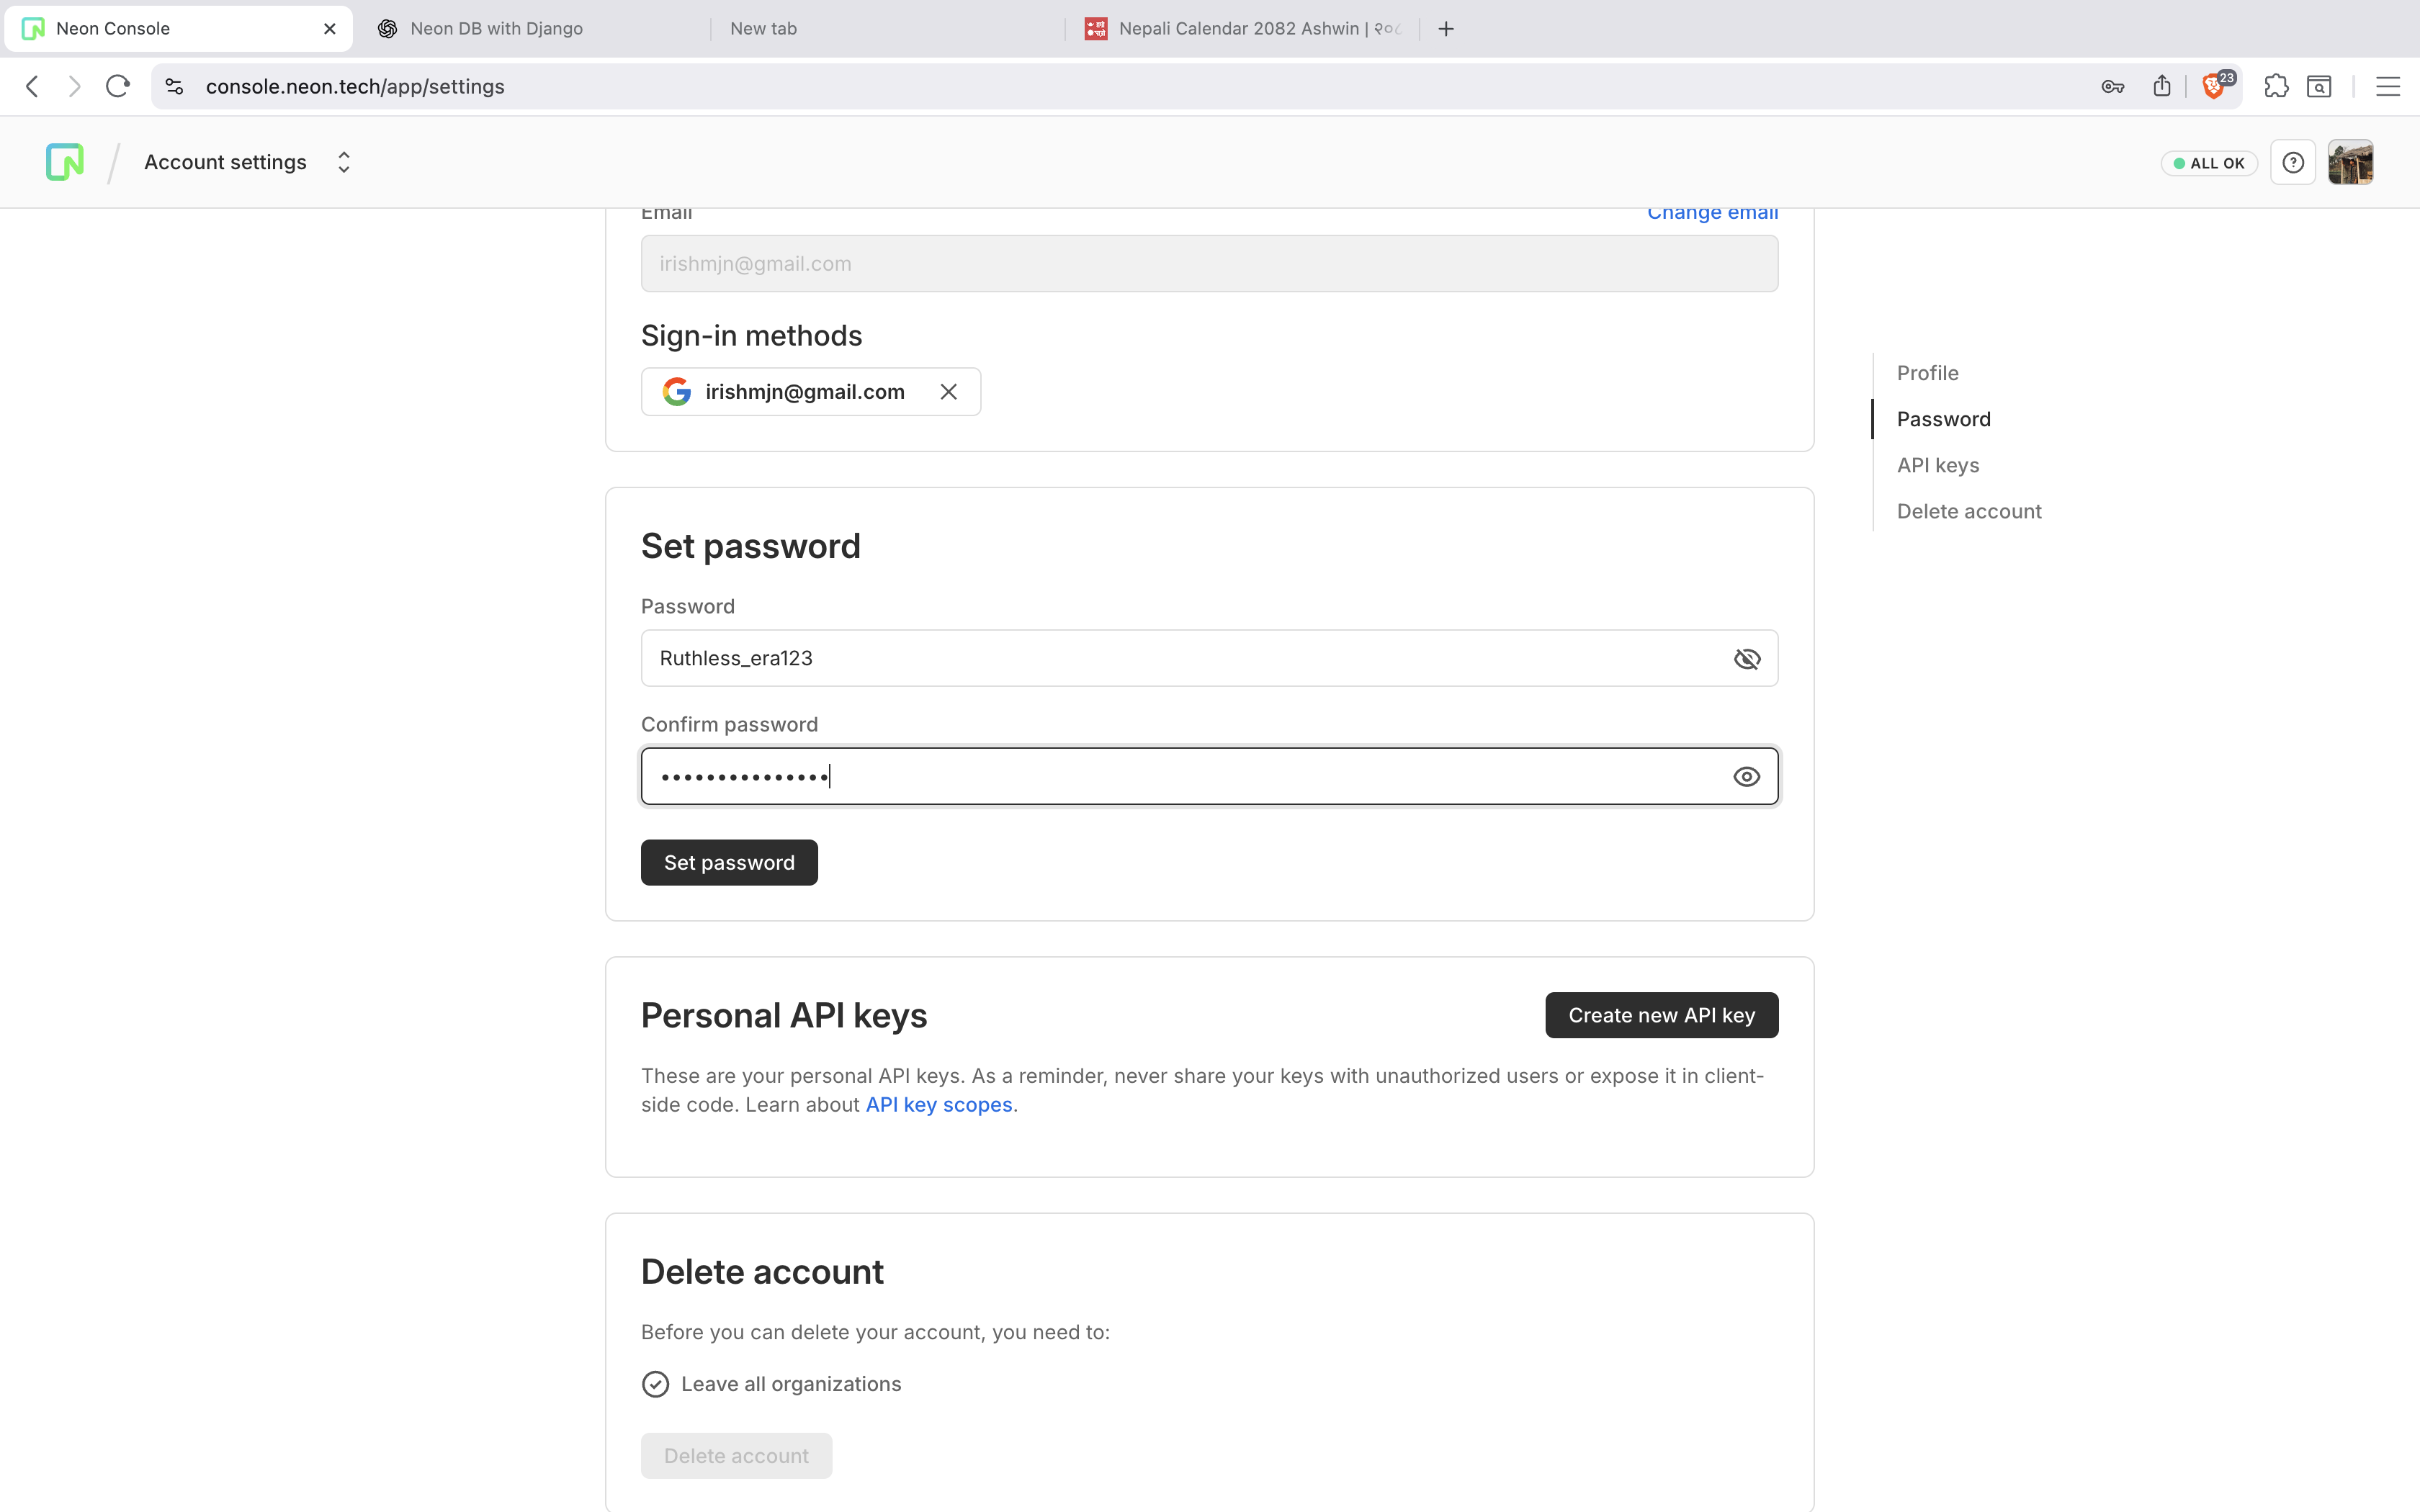 Neon Console
Neon DB with Django
New tab
Nepali Calendar 2082 Ashwin |
console.neon.tech/app/settings
23
Account settings
ALL OK
Email
Change email
irishmjn@gmail.com
Sign-in methods
irishmjn@gmail.com
Profile
Password
API keys
Delete account
Set password
Password
Ruthless_era123
Confirm password
•••••••••••••••
Set password
Personal API keys
Create new API key
These are your personal API keys. As a reminder, never share your keys with unauthorized users or expose it in client-
side code. Learn about API key scopes.
Delete account
Before you can delete your account, you need to:
Leave all organizations
Delete account